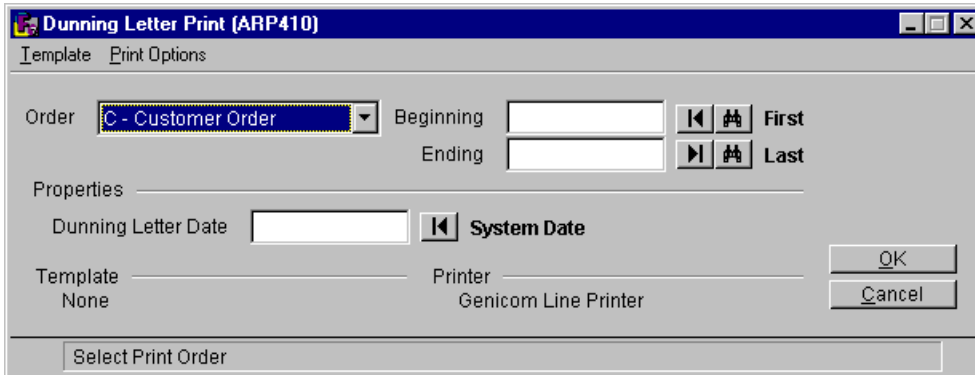 Dunning Letter Print (ARP410)
Template Print Options
Order C - Customer Order Beginning First
Ending Last
Properties
Dunning Letter Date System Date
OK
Template Printer
None Genicom Line Printer
Cancel
Select Print Order